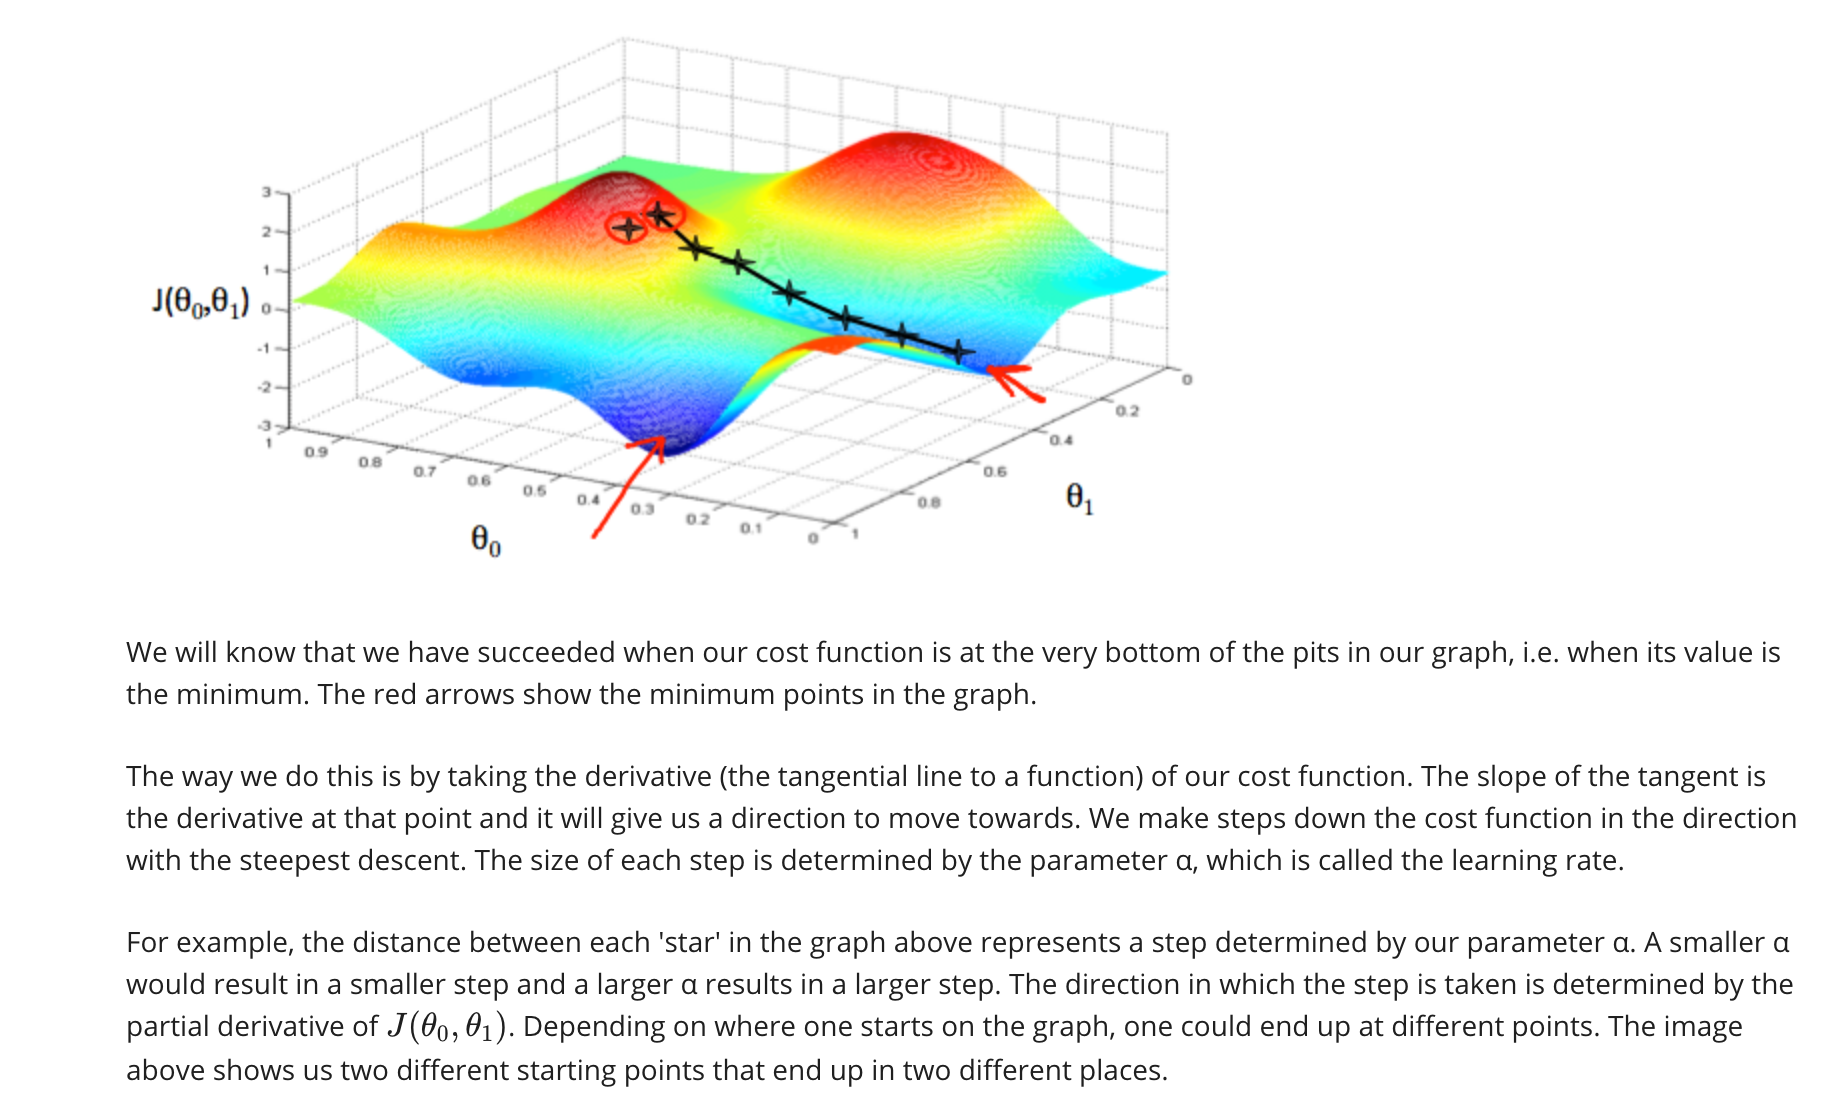 3
2
1
J(θ₀,θ₁)
0
-1
-2
-3
1
0.9
0.8
0.7
0.6
0.5
0.4
0.3
0.2
0.1
0
θ₀
0
0.2
0.4
0.6
0.8
1
θ₁
We will know that we have succeeded when our cost function is at the very bottom of the pits in our graph, i.e. when its value is
the minimum. The red arrows show the minimum points in the graph.
The way we do this is by taking the derivative (the tangential line to a function) of our cost function. The slope of the tangent is
the derivative at that point and it will give us a direction to move towards. We make steps down the cost function in the direction
with the steepest descent. The size of each step is determined by the parameter α, which is called the learning rate.
For example, the distance between each 'star' in the graph above represents a step determined by our parameter α. A smaller α
would result in a smaller step and a larger α results in a larger step. The direction in which the step is taken is determined by the
partial derivative of J(θ₀, θ₁). Depending on where one starts on the graph, one could end up at different points. The image
above shows us two different starting points that end up in two different places.